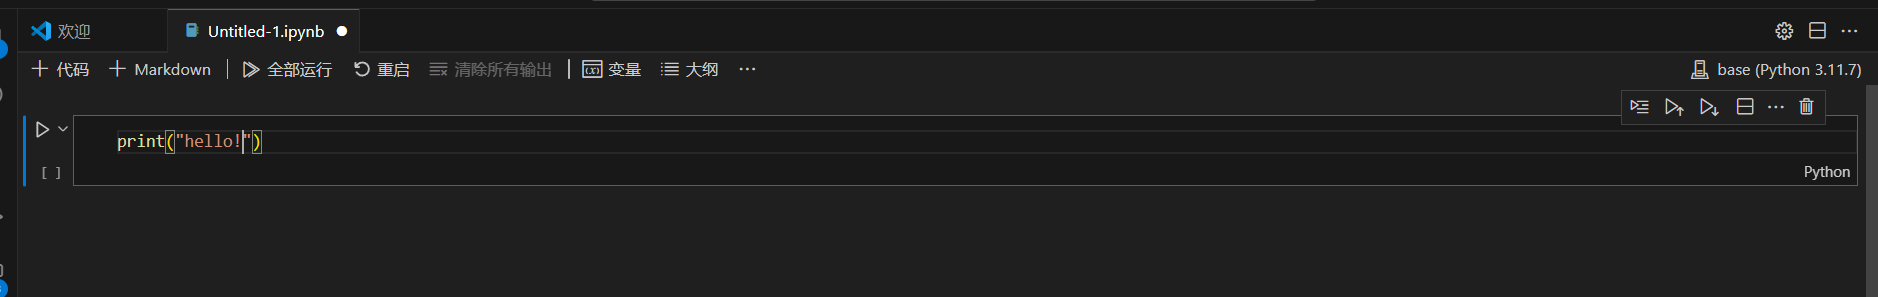 欢迎 Untitled-1.ipynb
代码 Markdown 全部运行 重启 清除所有输出 变量 大纲 ... base (Python 3.11.7)
print("hello!")
[ ] Python